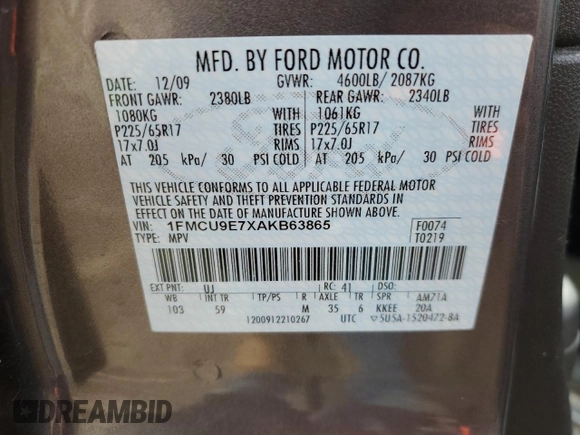 MFD. BY FORD MOTOR CO.
DATE: 12/09 GVWR: 4600LB/ 2087KG
FRONT GAWR: 2380LB REAR GAWR: 2340LB
1080KG WITH 1061KG WITH
P225/65R17 TIRES P225/65R17 TIRES
17x7.0J RIMS 17x7.0J RIMS
AT 205 kPa/ 30 PSI COLD AT 205 kPa/ 30 PSI COLD
THIS VEHICLE CONFORMS TO ALL APPLICABLE FEDERAL MOTOR
VEHICLE SAFETY AND THEFT PREVENTION STANDARDS IN
EFFECT ON THE DATE OF MANUFACTURE SHOWN ABOVE.
VIN: 1FMCU9E7XAKB63865 F0074
TYPE: MPV T0219
EXT PNT: UJ RC: 41 DSO:
WB INT TR TP/PS R AXLE TR SPR AM71A
103 59 M 35 6 KKEE 20A
1200912210267 UTC 5U5A-1520472-BA
DREAMBID